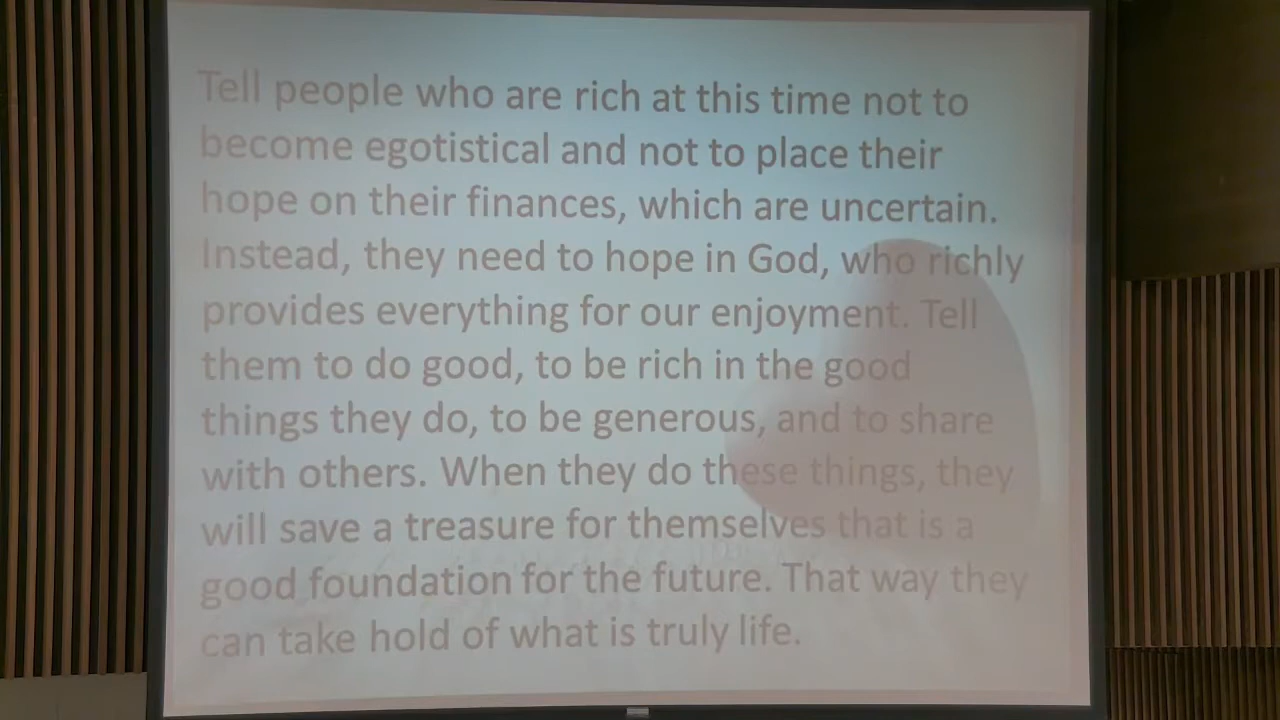 Tell people who are rich at this time not to
become egotistical and not to place their
hope on their finances, which are uncertain.
Instead, they need to hope in God, who richly
provides everything for our enjoyment. Tell
them to do good, to be rich in the good
things they do, to be generous, and to share
with others. When they do these things, they
will save a treasure for themselves that is a
good foundation for the future. That way they
can take hold of what is truly life.